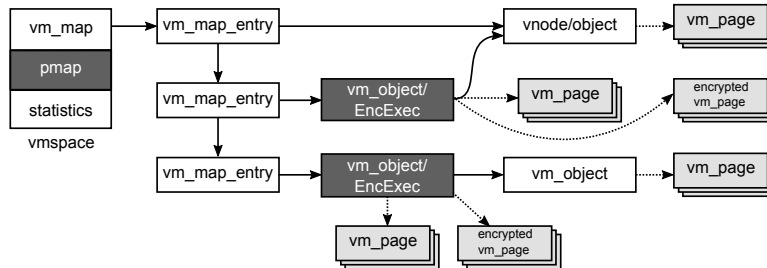 vm_map
pmap
statistics
vmspace
vm_map_entry
vnode/object
vm_page
vm_map_entry
vm_object/
EncExec
vm_page
encrypted
vm_page
vm_map_entry
vm_object/
EncExec
vm_object
vm_page
vm_page
encrypted
vm_page